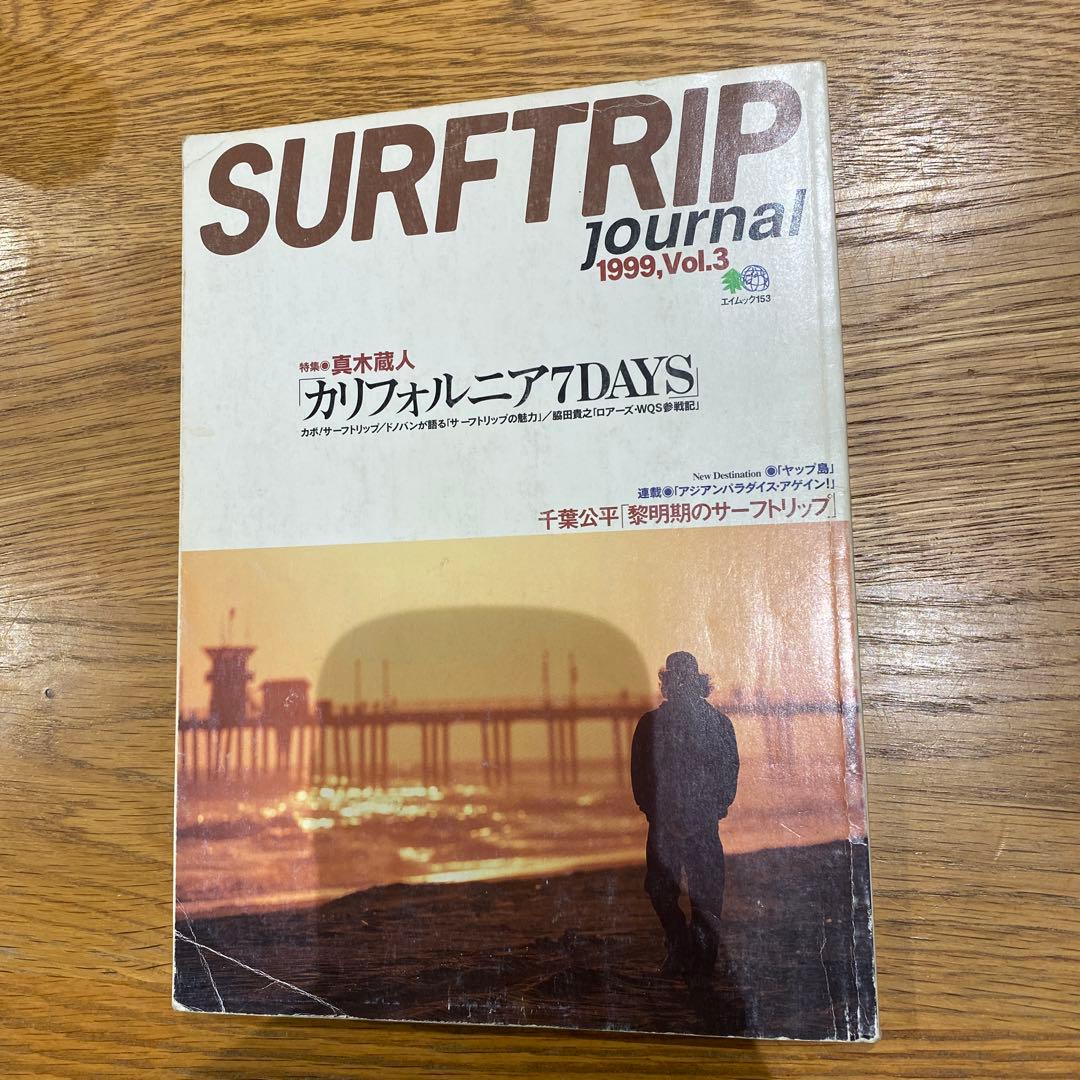 SURFTRIP
journal
1999,Vol.3
エイムック153
特集◉真木蔵人
「カリフォルニア7DAYS」
カボ!サーフトリップ/ドノバンが語る「サーフトリップの魅力」/脇田貴之「ロアーズ・WQS参戦記」
New Destination ◉「ヤップ島」
連載◉「アジアンパラダイス・アゲイン!」
千葉公平「黎明期のサーフトリップ」